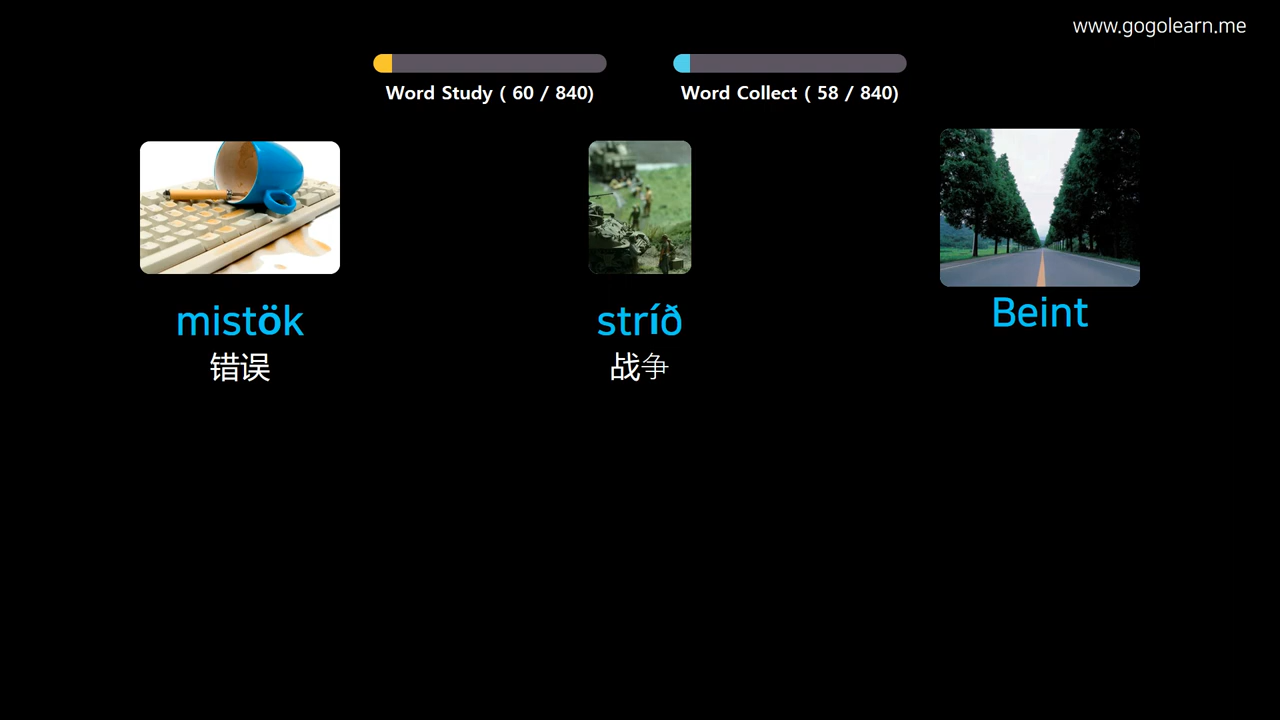 www.gogolearn.me
Word Study ( 60 / 840)
Word Collect ( 58 / 840)
mistök
错误
stríð
战争
Beint